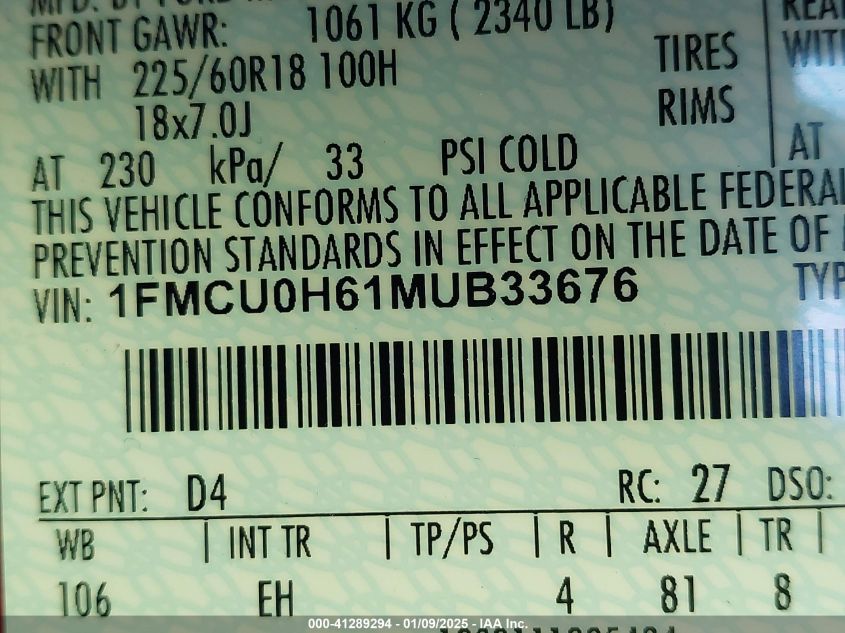 FRONT GAWR: 1061 KG ( 2340 LB)
WITH 225/60R18 100H TIRES
18x7.0J RIMS
AT 230 kPa/ 33 PSI COLD AT
THIS VEHICLE CONFORMS TO ALL APPLICABLE FEDERAL
PREVENTION STANDARDS IN EFFECT ON THE DATE OF
VIN: 1FMCU0H61MUB33676
EXT PNT: D4 RC: 27 DSO:
WB | INT TR | TP/PS | R | AXLE | TR |
106 EH 4 81 8
000-41289294 - 01/09/2025 - IAA Inc.